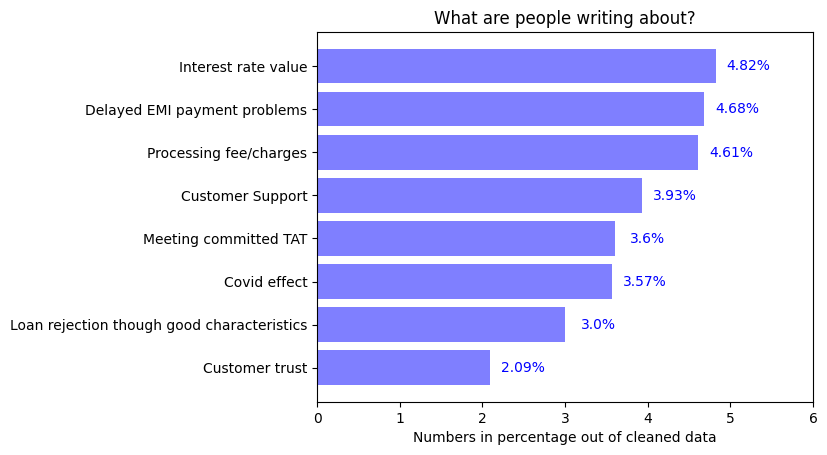 What are people writing about?
Interest rate value 4.82%
Delayed EMI payment problems 4.68%
Processing fee/charges 4.61%
Customer Support 3.93%
Meeting committed TAT 3.6%
Covid effect 3.57%
Loan rejection though good characteristics 3.0%
Customer trust 2.09%
0 1 2 3 4 5 6
Numbers in percentage out of cleaned data